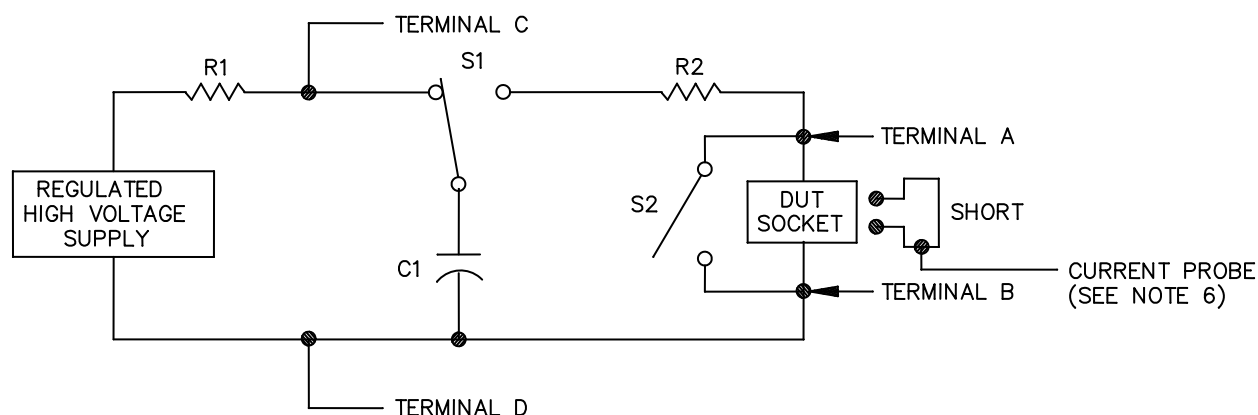 TERMINAL C
R1
S1
R2
TERMINAL A
REGULATED
HIGH VOLTAGE
SUPPLY
S2
DUT
SOCKET
SHORT
C1
TERMINAL B
CURRENT PROBE
(SEE NOTE 6)
TERMINAL D